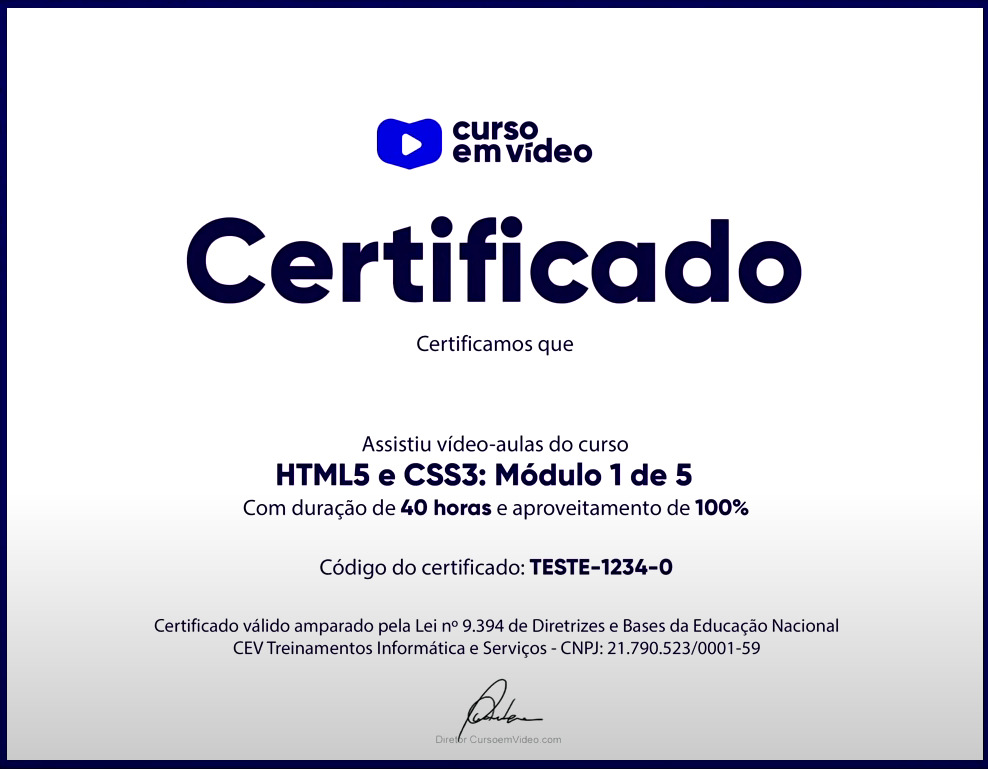 curso
em vídeo
Certificado
Certificamos que
Assistiu vídeo-aulas do curso
HTML5 e CSS3: Módulo 1 de 5
Com duração de 40 horas e aproveitamento de 100%
Código do certificado: TESTE-1234-0
Certificado válido amparado pela Lei nº 9.394 de Diretrizes e Bases da Educação Nacional
CEV Treinamentos Informática e Serviços - CNPJ: 21.790.523/0001-59
Diretor CursoemVideo.com